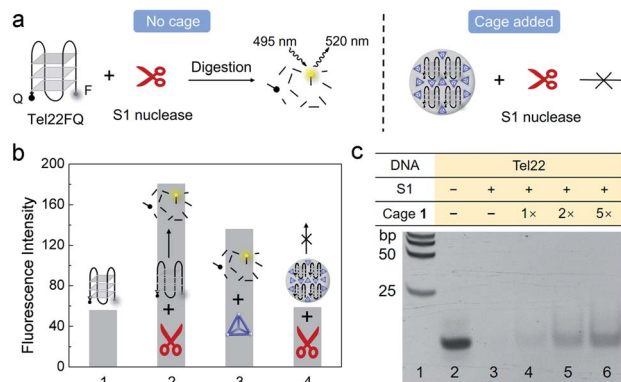 a
No cage
Cage added
495 nm 520 nm
Q F
Tel22FQ
+
S1 nuclease
Digestion
+
S1 nuclease
b
Fluorescence Intensity
200
160
120
80
40
0
+
+
+
1 2 3 4
c
DNA Tel22
S1 – + + + +
Cage 1 – – 1× 2× 5×
bp
50
25
1 2 3 4 5 6